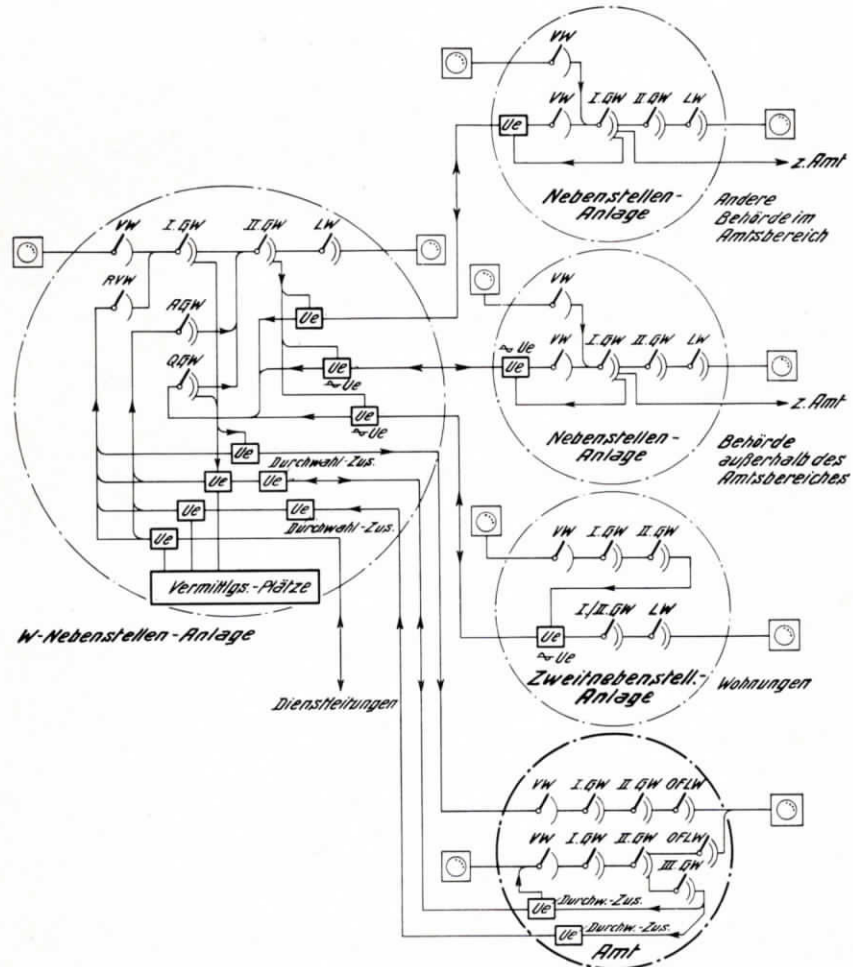 VW
VW I.GW II.GW LW
Ue
z.Amt
Nebenstellen-
Anlage
Andere
Behörde im
Amtsbereich
VW I.GW II.GW LW
RVW
RGW
QGW
Ue
Ue
~Ue
Ue
~Ue
Ue
Durchwahl-Zus.
Ue Ue
Ue Ue
Durchwahl-Zus.
Ue
Vermittlgs.-Plätze
W-Nebenstellen-Anlage
Dienstleitungen
VW
~Ue
VW I.GW II.GW LW
Ue
z.Amt
Nebenstellen-
Anlage
Behörde
außerhalb des
Amtsbereiches
VW I.GW II.GW
I./II.GW LW
Ue
~Ue
Zweitnebenstell.-
Anlage
Wohnungen
VW I.GW II.GW OFLW
VW I.GW II.GW OFLW
III.GW
Durchw.-Zus.
Ue
Durchw.-Zus.
Ue
Amt